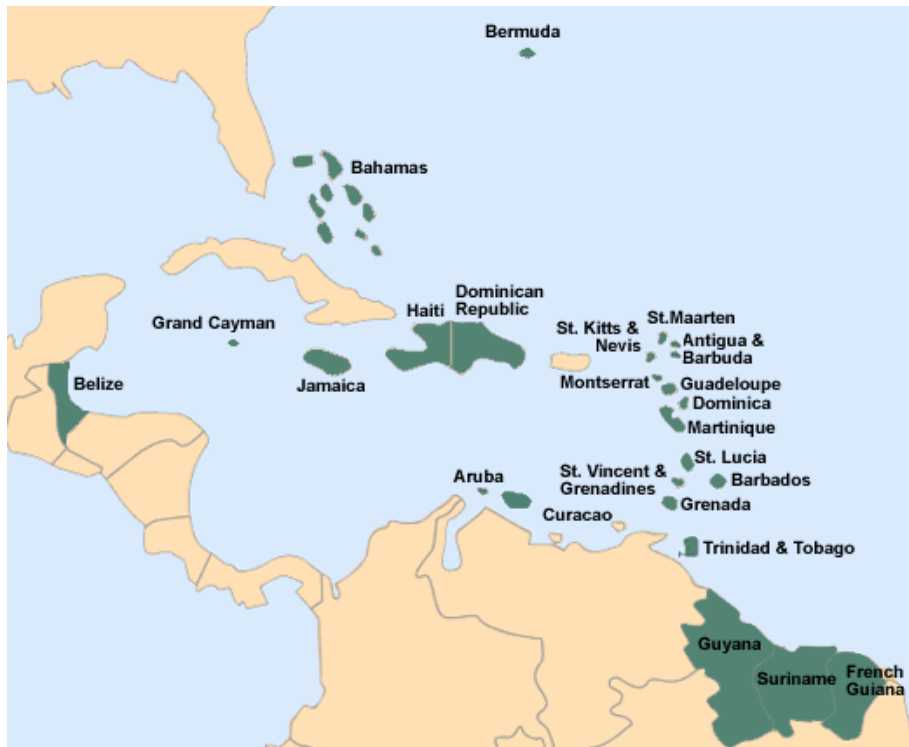 Bermuda
Bahamas
Dominican
Republic
Haiti
Grand Cayman
St.Maarten
St. Kitts &
Nevis
Antigua &
Barbuda
Jamaica
Belize
Montserrat
Guadeloupe
Dominica
Martinique
St. Lucia
Aruba
St. Vincent &
Grenadines
Barbados
Grenada
Curacao
Trinidad & Tobago
Guyana
Suriname
French
Guiana